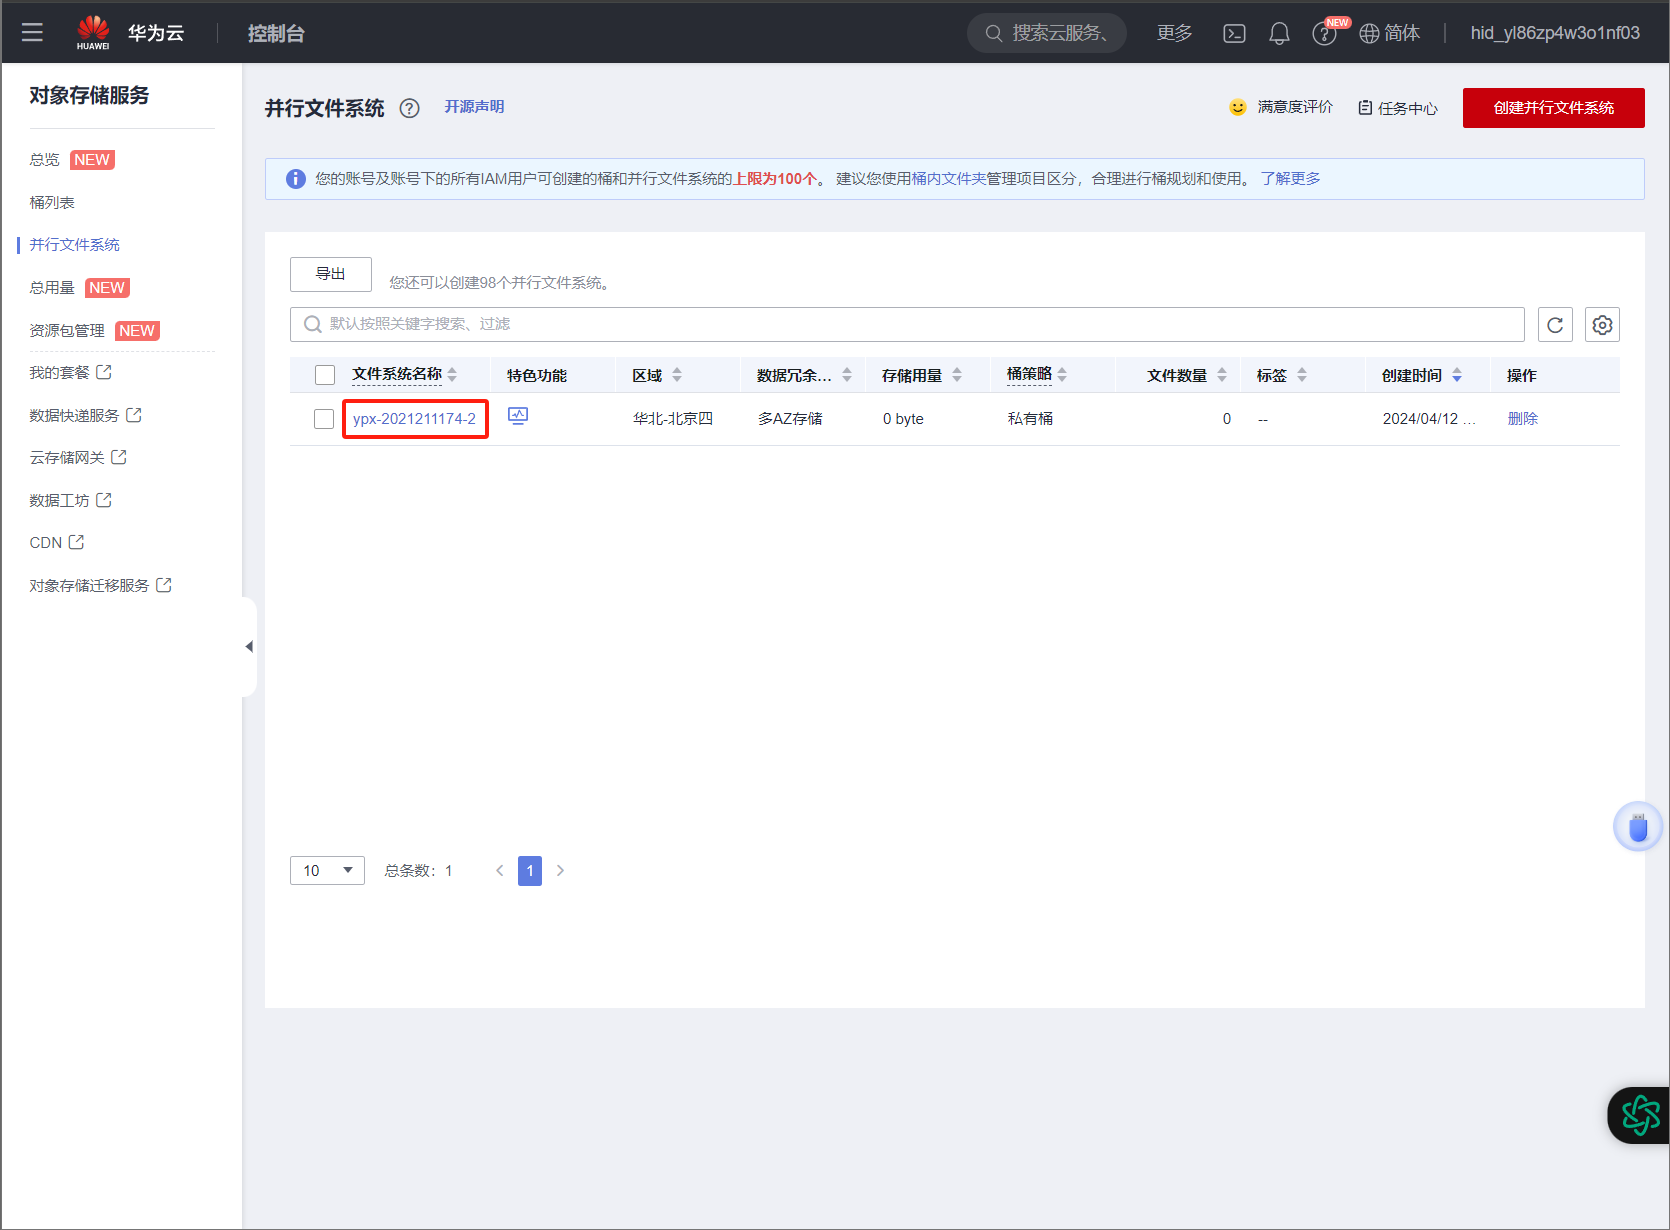 HUAWEI 华为云 控制台 搜索云服务、 更多 NEW 简体 hid_yl86zp4w3o1nf03
对象存储服务
总览 NEW
桶列表
并行文件系统
总用量 NEW
资源包管理 NEW
我的套餐
数据快递服务
云存储网关
数据工坊
CDN
对象存储迁移服务
并行文件系统 开源声明 满意度评价 任务中心 创建并行文件系统
您的账号及账号下的所有IAM用户可创建的桶和并行文件系统的上限为100个。 建议您使用桶内文件夹管理项目区分，合理进行桶规划和使用。 了解更多
导出 您还可以创建98个并行文件系统。
默认按照关键字搜索、过滤
文件系统名称 特色功能 区域 数据冗余... 存储用量 桶策略 文件数量 标签 创建时间 操作
ypx-2021211174-2 华北-北京四 多AZ存储 0 byte 私有桶 0 -- 2024/04/12 ... 删除
10 总条数：1 1